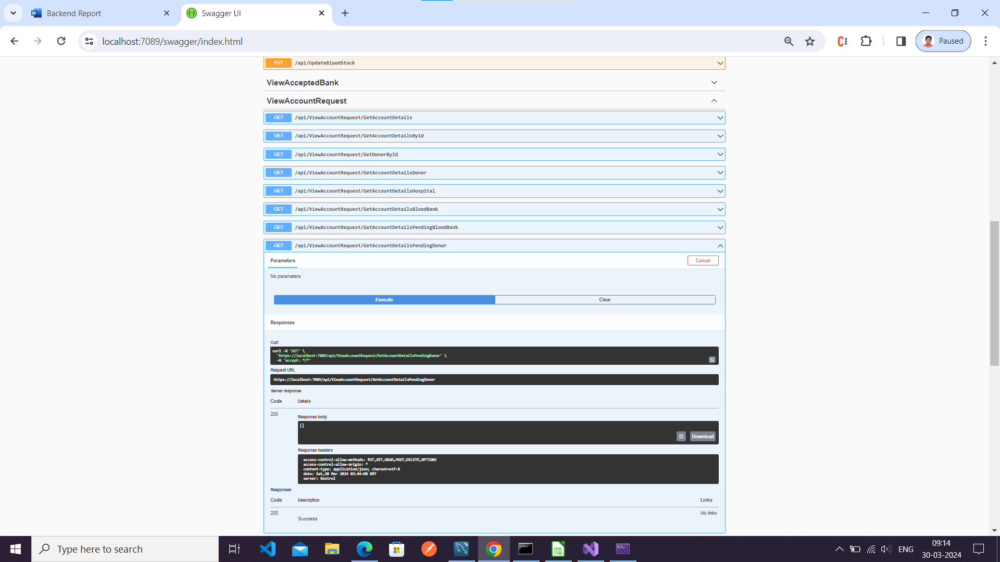 Backend Report
Swagger UI
localhost:7089/swagger/index.html
Paused
PUT /api/UpdateBloodStock
ViewAcceptedBank
ViewAccountRequest
GET /api/ViewAccountRequest/GetAccountDetails
GET /api/ViewAccountRequest/GetAccountDetailsById
GET /api/ViewAccountRequest/GetDonorById
GET /api/ViewAccountRequest/GetAccountDetailsDonor
GET /api/ViewAccountRequest/GetAccountDetailsHospital
GET /api/ViewAccountRequest/GetAccountDetailsBloodBank
GET /api/ViewAccountRequest/GetAccountDetailsPendingBloodBank
GET /api/ViewAccountRequest/GetAccountDetailsPendingDonor
Parameters Cancel
No parameters
Execute Clear
Responses
Curl
curl -X 'GET' \
'https://localhost:7089/api/ViewAccountRequest/GetAccountDetailsPendingDonor' \
-H 'accept: */*'
Request URL
https://localhost:7089/api/ViewAccountRequest/GetAccountDetailsPendingDonor
Server response
Code Details
200
Response body
[]
Download
Response headers
access-control-allow-methods: PUT,GET,HEAD,POST,DELETE,OPTIONS
access-control-allow-origin: *
content-type: application/json; charset=utf-8
date: Sat,30 Mar 2024 03:44:08 GMT
server: Kestrel
Responses
Code Description Links
200 No links
Success
Type here to search
ENG
09:14
30-03-2024